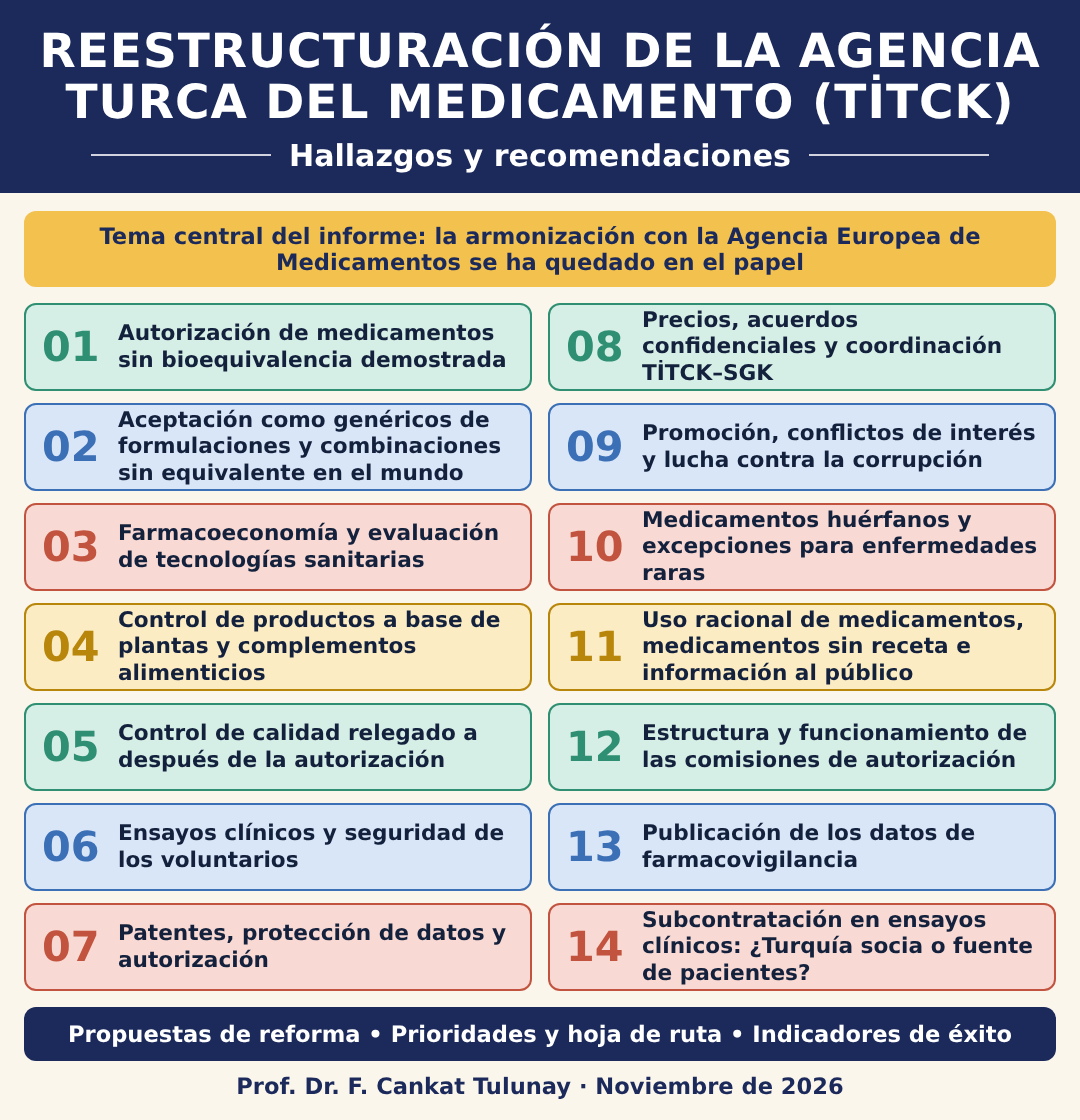 REESTRUCTURACIÓN DE LA AGENCIA
TURCA DEL MEDICAMENTO (TİTCK)
Hallazgos y recomendaciones
Tema central del informe: la armonización con la Agencia Europea de
Medicamentos se ha quedado en el papel
01
Autorización de medicamentos
sin bioequivalencia demostrada
02
Aceptación como genéricos de
formulaciones y combinaciones
sin equivalente en el mundo
03
Farmacoeconomía y evaluación
de tecnologías sanitarias
04
Control de productos a base de
plantas y complementos
alimenticios
05
Control de calidad relegado a
después de la autorización
06
Ensayos clínicos y seguridad de
los voluntarios
07
Patentes, protección de datos y
autorización
08
Precios, acuerdos
confidenciales y coordinación
TİTCK–SGK
09
Promoción, conflictos de interés
y lucha contra la corrupción
10
Medicamentos huérfanos y
excepciones para enfermedades
raras
11
Uso racional de medicamentos,
medicamentos sin receta e
información al público
12
Estructura y funcionamiento de
las comisiones de autorización
13
Publicación de los datos de
farmacovigilancia
14
Subcontratación en ensayos
clínicos: ¿Turquía socia o fuente
de pacientes?
Propuestas de reforma • Prioridades y hoja de ruta • Indicadores de éxito
Prof. Dr. F. Cankat Tulunay · Noviembre de 2026